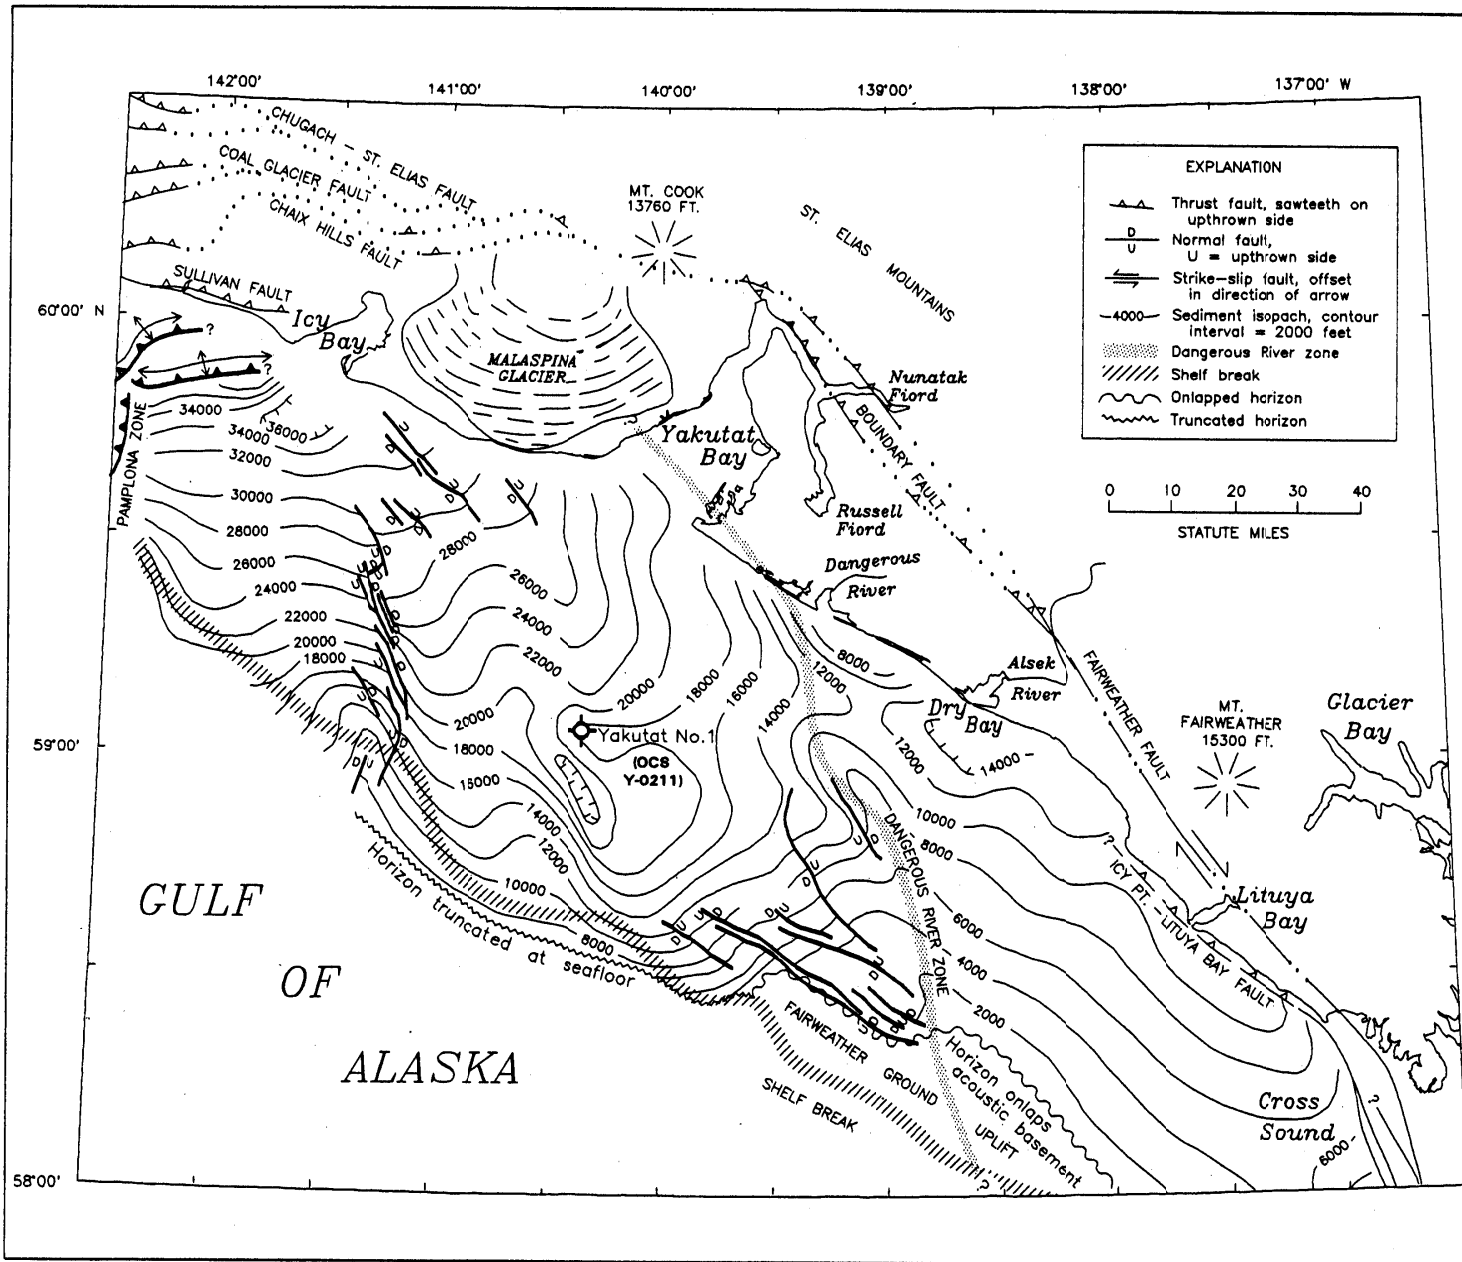 142°00'
141°00'
140°00'
139°00'
138°00'
137°00' W
CHUGACH – ST. ELIAS FAULT
COAL GLACIER FAULT
CHAIX HILLS FAULT
SULLIVAN FAULT
MT. COOK
13760 FT.
ST. ELIAS MOUNTAINS
EXPLANATION
Thrust fault, sawteeth on
upthrown side
D
U
Normal fault,
U = upthrown side
Strike-slip fault, offset
in direction of arrow
-4000-
Sediment isopach, contour
interval = 2000 feet
Dangerous River zone
Shelf break
Onlapped horizon
Truncated horizon
0 10 20 30 40
STATUTE MILES
60°00' N
59°00'
58°00'
Icy
Bay
MALASPINA
GLACIER
Yakutat
Bay
Nunatak
Fiord
Russell
Fiord
BOUNDARY FAULT
Dangerous
River
Alsek
River
Dry
Bay
FAIRWEATHER FAULT
MT.
FAIRWEATHER
15300 FT.
Glacier
Bay
Lituya
Bay
? ICY PT. – LITUYA BAY FAULT
Cross
Sound
PAMPLONA ZONE
34000
36000
34000
32000
30000
28000
26000
24000
22000
20000
18000
28000
26000
24000
22000
20000
18000
16000
14000
12000
8000
20000
18000
16000
14000
12000
10000
8000
12000
14000
10000
8000
6000
4000
2000
6000
Yakutat No.1
(OCS
Y-0211)
DANGEROUS RIVER ZONE
Horizon truncated at seafloor
FAIRWEATHER GROUND UPLIFT
SHELF BREAK
Horizon onlaps
acoustic basement
GULF
OF
ALASKA